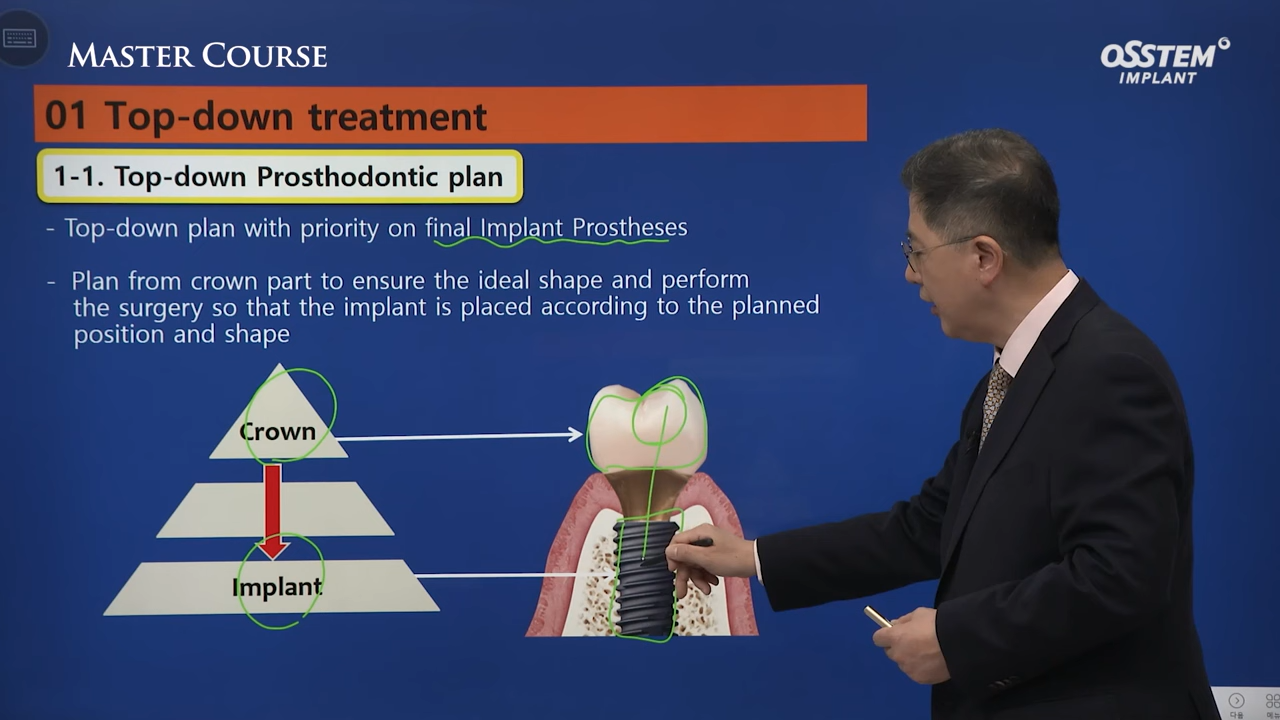 MASTER COURSE
OSSTEM
IMPLANT
01 Top-down treatment
1-1. Top-down Prosthodontic plan
- Top-down plan with priority on final Implant Prostheses
- Plan from crown part to ensure the ideal shape and perform
the surgery so that the implant is placed according to the planned
position and shape
Crown
Implant
다음